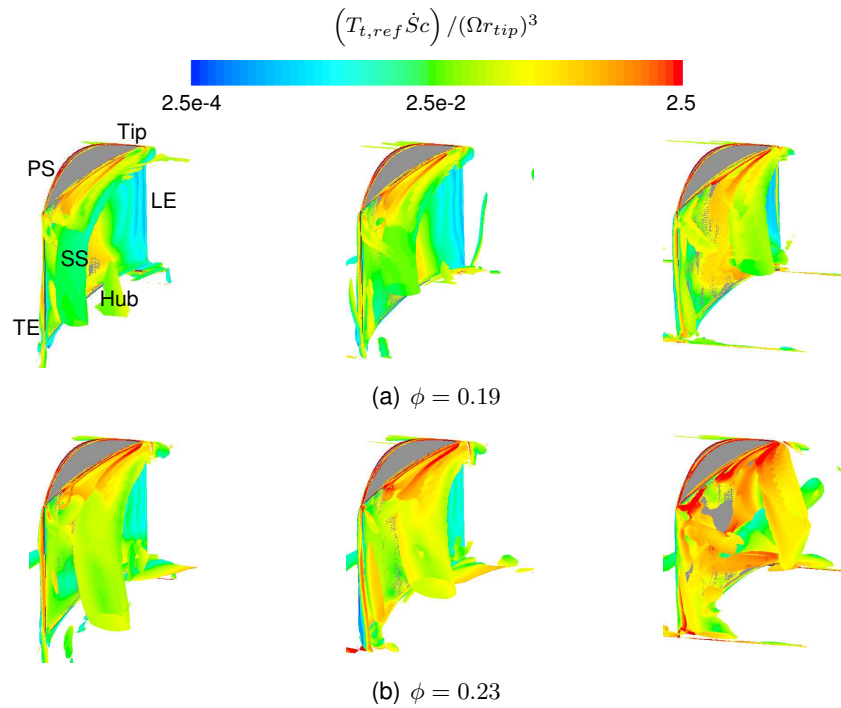 (T_{t,ref} Ṡc) /(Ωr_{tip})³
2.5e-4 2.5e-2 2.5
Tip
PS
LE
SS
Hub
TE
(a) ϕ = 0.19
(b) ϕ = 0.23